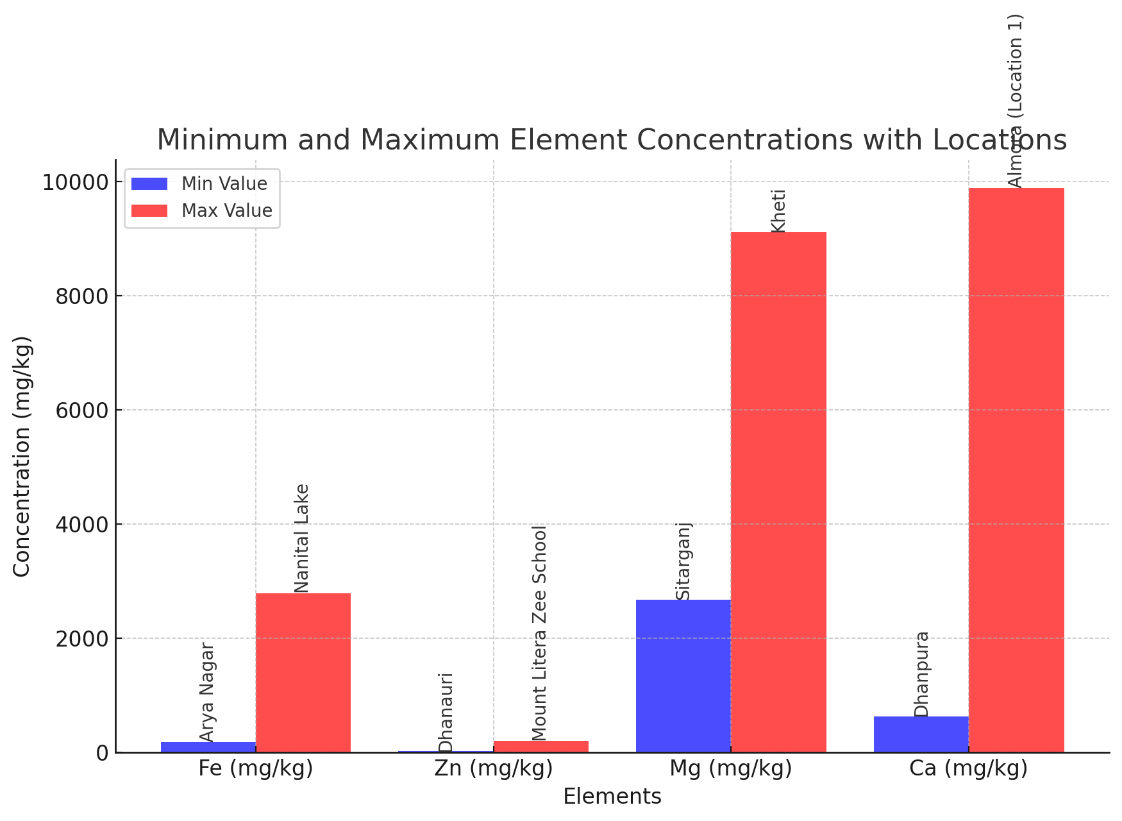 Almora (Location 1)
Minimum and Maximum Element Concentrations with Locations
Min Value
Max Value
10000
8000
6000
4000
2000
0
Concentration (mg/kg)
Arya Nagar
Nanital Lake
Dhanauri
Mount Litera Zee School
Sitarganj
Kheti
Dhanpura
Fe (mg/kg)
Zn (mg/kg)
Mg (mg/kg)
Ca (mg/kg)
Elements